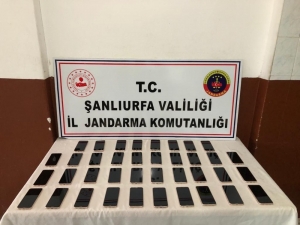 T.C.
ŞANLIURFA VALİLİĞİ
İL JANDARMA KOMUTANLIĞI